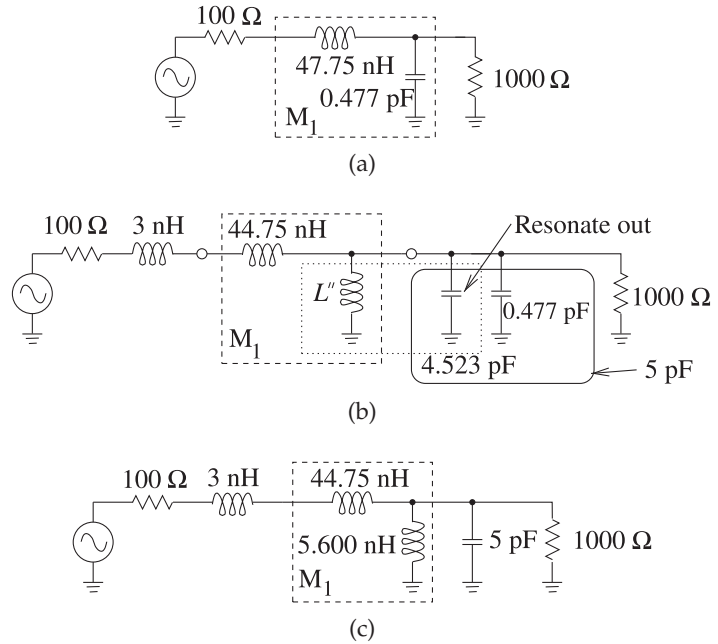 100 Ω
47.75 nH
0.477 pF
1000 Ω
M1
(a)
100 Ω
3 nH
44.75 nH
Resonate out
L''
1000 Ω
0.477 pF
M1
4.523 pF
5 pF
(b)
100 Ω
3 nH
44.75 nH
5.600 nH
5 pF
1000 Ω
M1
(c)